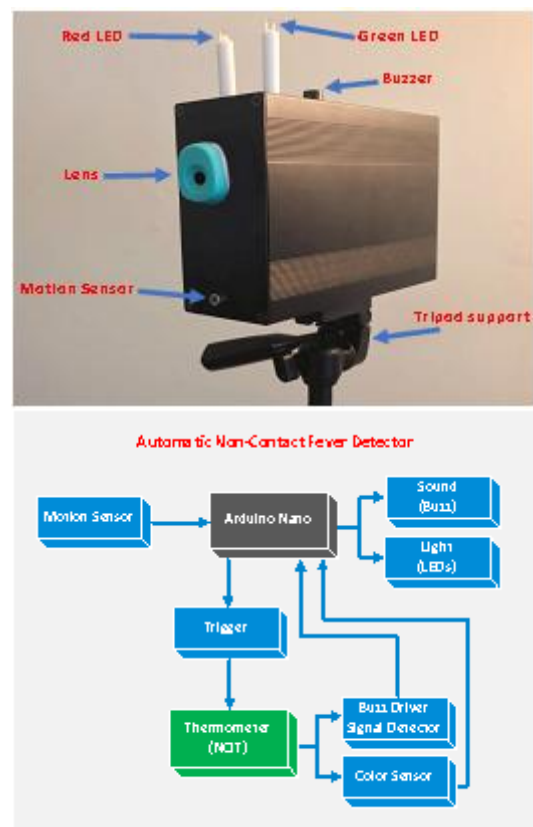 Red LED
Green LED
Buzzer
Lens
Motion Sensor
Tripod support
Automatic Non-Contact Fever Detector
Motion Sensor
Arduino Nano
Sound
(Buzz)
Light
(LEDs)
Trigger
Thermometer
(NCIT)
Buzz Driver
Signal Detector
Color Sensor